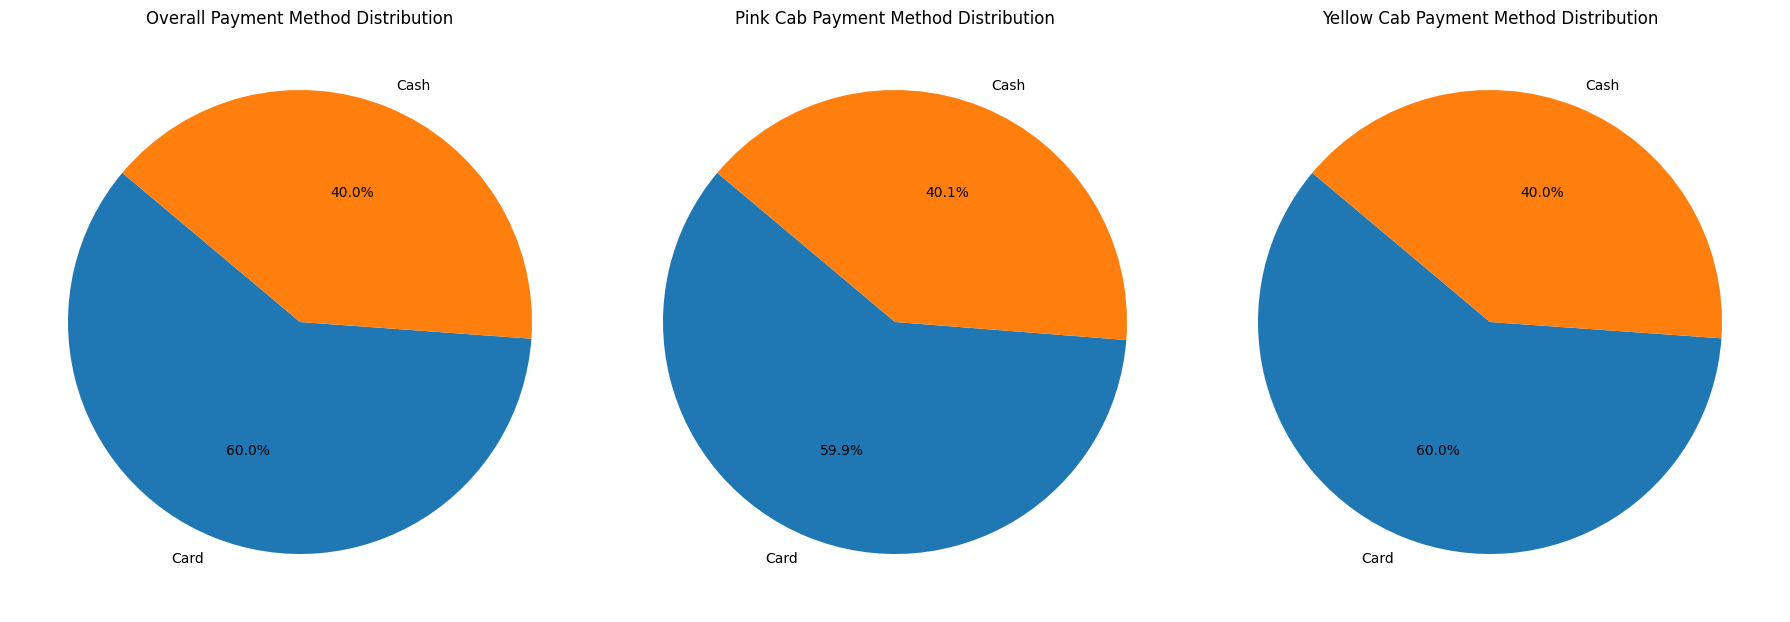 Overall Payment Method Distribution
Cash
40.0%
60.0%
Card
Pink Cab Payment Method Distribution
Cash
40.1%
59.9%
Card
Yellow Cab Payment Method Distribution
Cash
40.0%
60.0%
Card